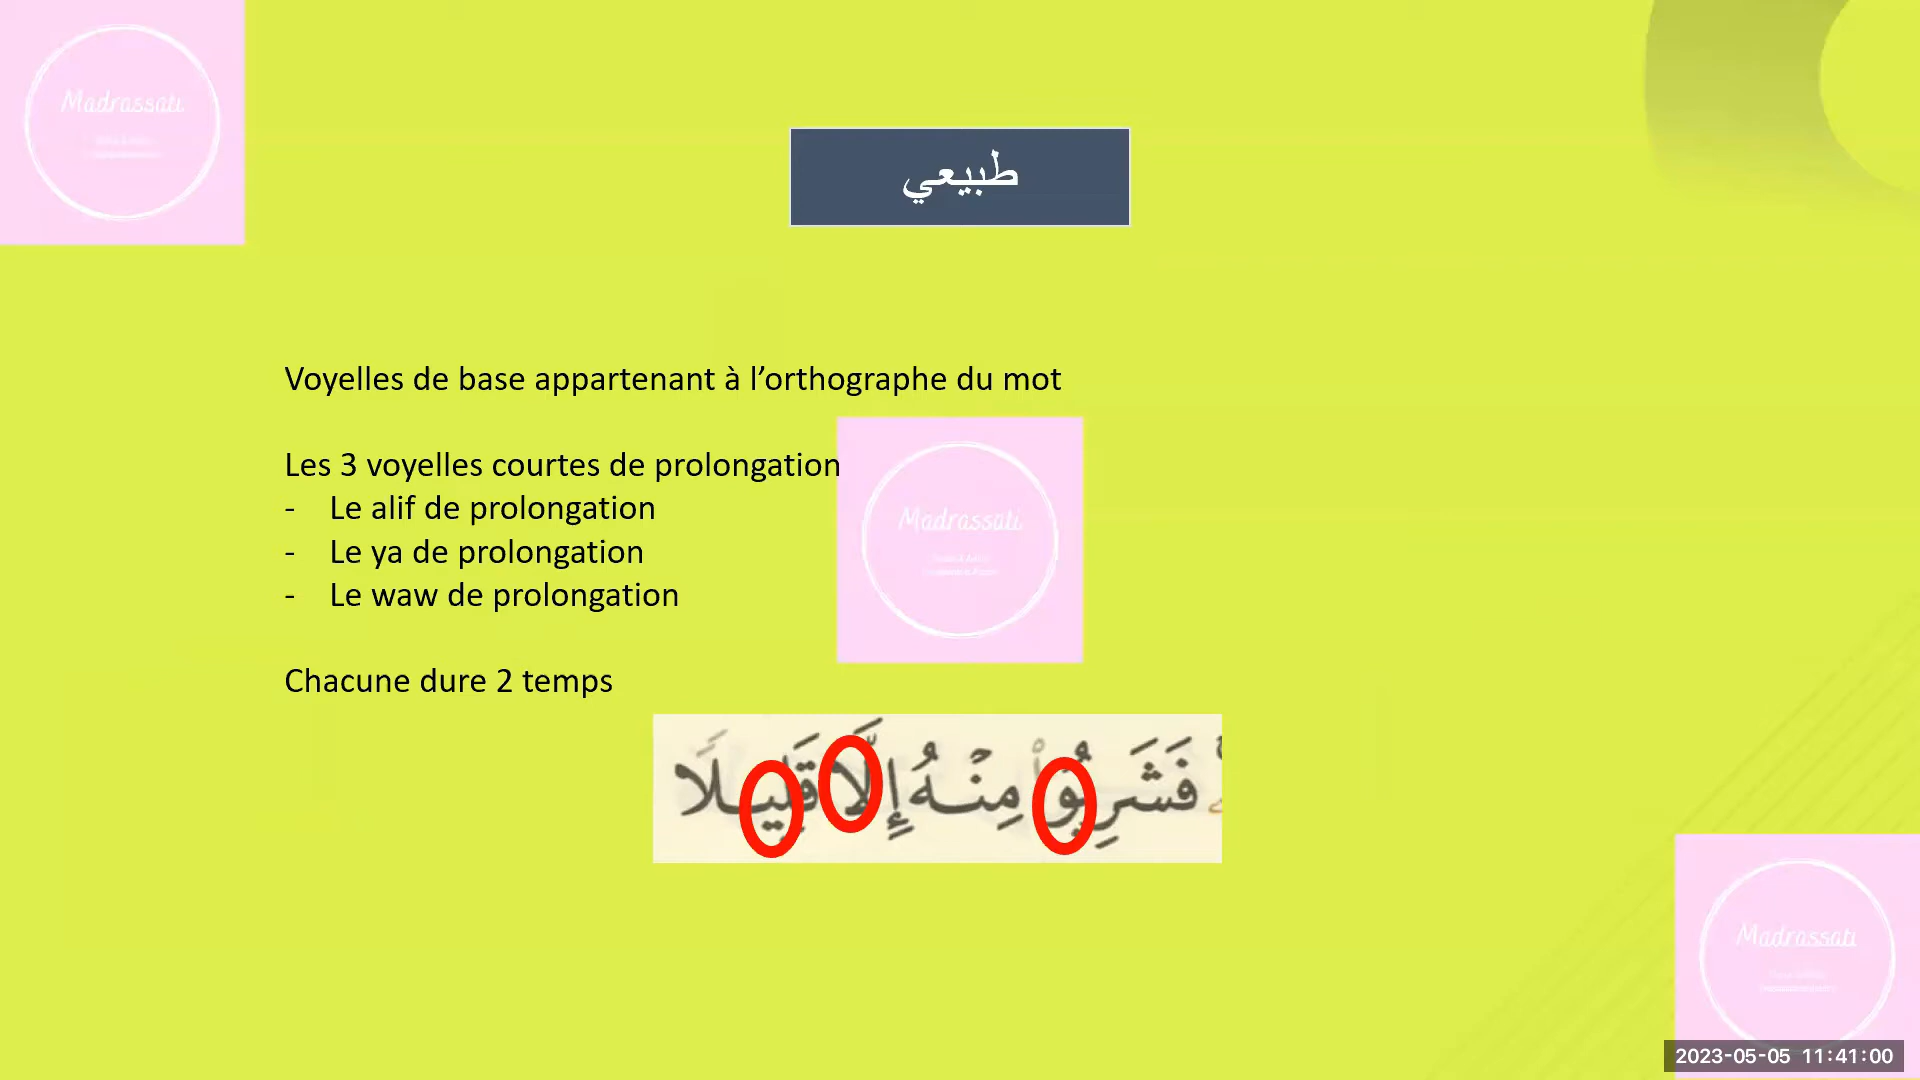 Madrassati
طبيعي
Voyelles de base appartenant à l’orthographe du mot
Les 3 voyelles courtes de prolongation
- Le alif de prolongation
- Le ya de prolongation
- Le waw de prolongation
Madrassati
Chacune dure 2 temps
فَشَرِبُوا۟ مِنْهُ إِلَّا قَلِيلًا
Madrassati
2023-05-05 11:41:00